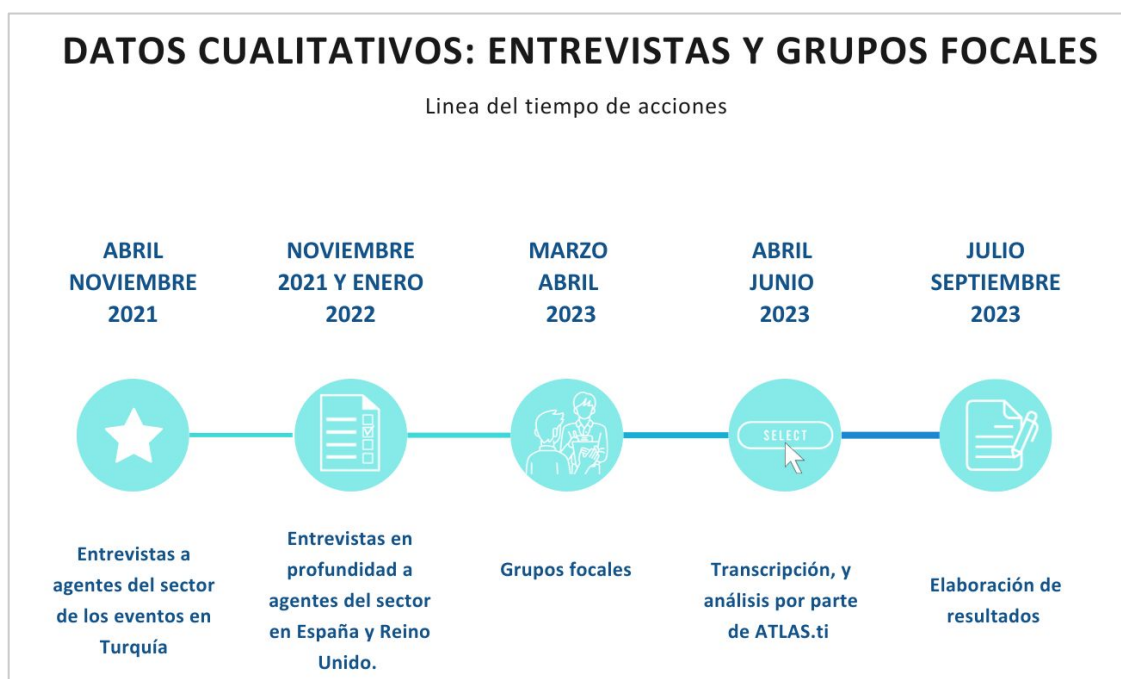 DATOS CUALITATIVOS: ENTREVISTAS Y GRUPOS FOCALES
Linea del tiempo de acciones
ABRIL
NOVIEMBRE
2021
NOVIEMBRE
2021 Y ENERO
2022
MARZO
ABRIL
2023
ABRIL
JUNIO
2023
JULIO
SEPTIEMBRE
2023
SELECT
Entrevistas a
agentes del sector
de los eventos en
Turquía
Entrevistas en
profundidad a
agentes del sector
en España y Reino
Unido.
Grupos focales
Transcripción, y
análisis por parte
de ATLAS.ti
Elaboración de
resultados